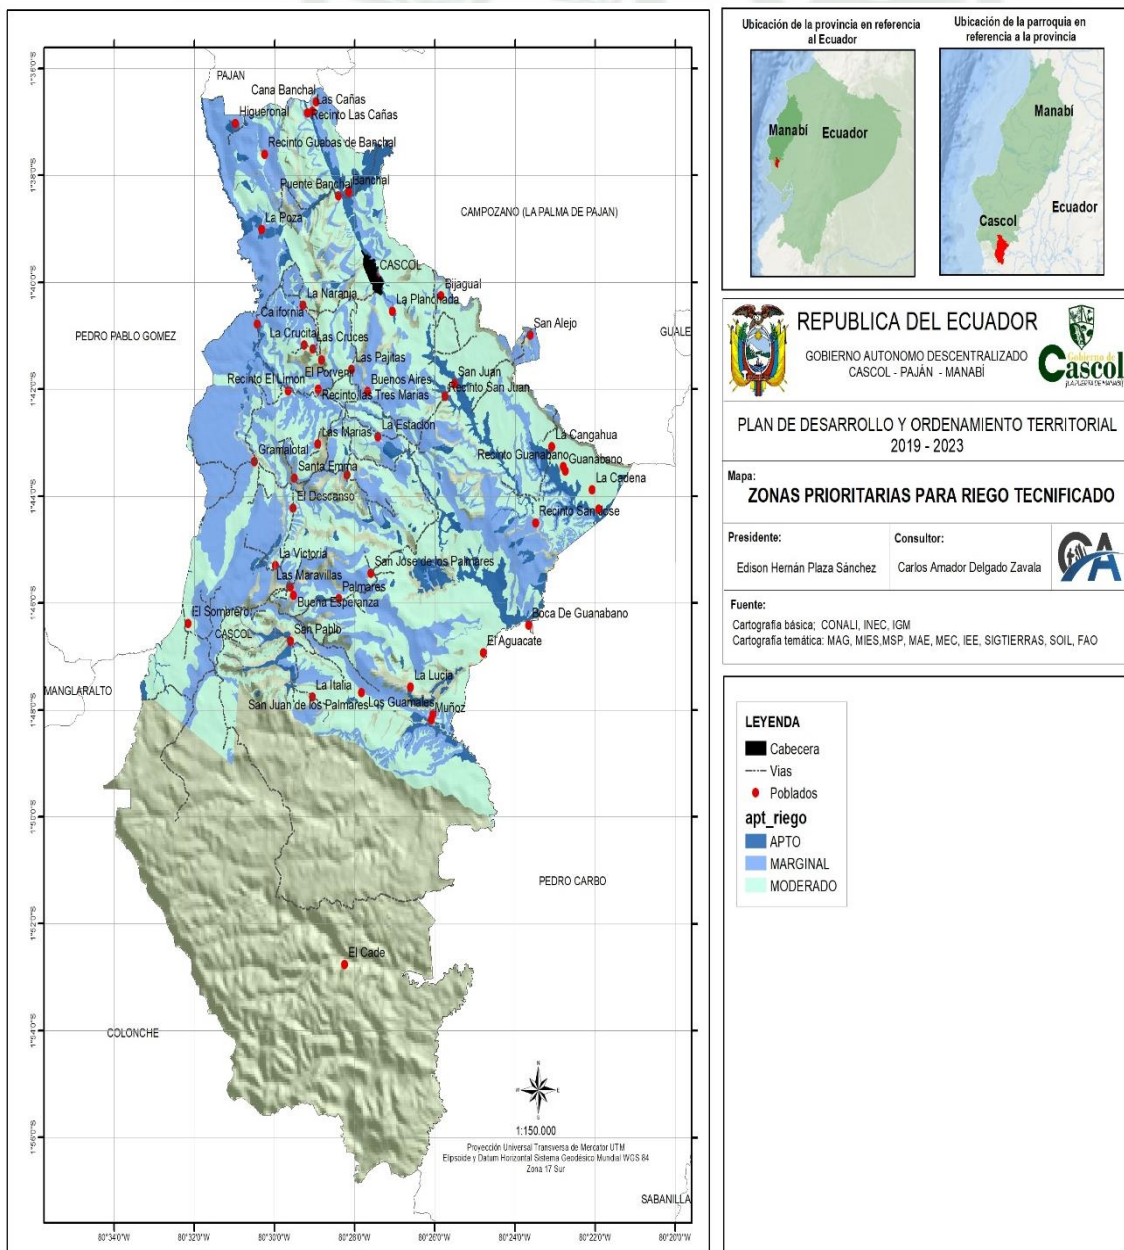 PAJAN
Cana Banchal
Las Cañas
Recinto Las Cañas
Higueronal
Recinto Guabas de Banchal
Puente Banchal
Banchal
La Poza
CAMPOZANO (LA PALMA DE PAJAN)
CASCOL
Bijagual
La Naranja
La Planchada
California
San Alejo
PEDRO PABLO GOMEZ
GUALE
La Crucita
Las Cruces
Las Pajitas
El Porvenir
San Juan
Recinto El Limon
Buenos Aires
Recinto San Juan
Recinto las Tres Marias
La Estación
Las Marias
La Cangahua
Gramalotal
Recinto Guanabano
Guanabano
Santa Emma
La Cadena
El Descanso
Recinto San Jose
La Victoria
San Jose de los Palmares
Las Maravillas
Palmares
Buena Esperanza
El Sombrero
Boca De Guanabano
CASCOL
San Pablo
El Aguacate
MANGLARALTO
La Italia
La Lucia
San Juan de los Palmares
Los Guamales
Muñoz
PEDRO CARBO
El Cade
COLONCHE
SABANILLA
N
W
E
S
1:150.000
Proyección Universal Transversa de Mercator UTM
Elipsoide y Datum Horizontal Sistema Geodésico Mundial WGS 84
Zona 17 Sur
1°36'0"S
1°38'0"S
1°40'0"S
1°42'0"S
1°44'0"S
1°46'0"S
1°48'0"S
1°50'0"S
1°52'0"S
1°54'0"S
1°56'0"S
80°34'0"W
80°32'0"W
80°30'0"W
80°28'0"W
80°26'0"W
80°24'0"W
80°22'0"W
80°20'0"W
Ubicación de la provincia en referencia
al Ecuador
Manabí
Ecuador
Ubicación de la parroquia en
referencia a la provincia
Manabí
Cascol
Ecuador
REPUBLICA DEL ECUADOR
GOBIERNO AUTONOMO DESCENTRALIZADO
CASCOL - PAJÁN - MANABÍ
Gobierno de
Cascol
PLAN DE DESARROLLO Y ORDENAMIENTO TERRITORIAL
2019 - 2023
Mapa:
ZONAS PRIORITARIAS PARA RIEGO TECNIFICADO
Presidente:
Edison Hernán Plaza Sánchez
Consultor:
Carlos Amador Delgado Zavala
CA
Fuente:
Cartografía básica; CONALI, INEC, IGM
Cartografía temática: MAG, MIES,MSP, MAE, MEC, IEE, SIGTIERRAS, SOIL, FAO
LEYENDA
Cabecera
Vias
Poblados
apt_riego
APTO
MARGINAL
MODERADO